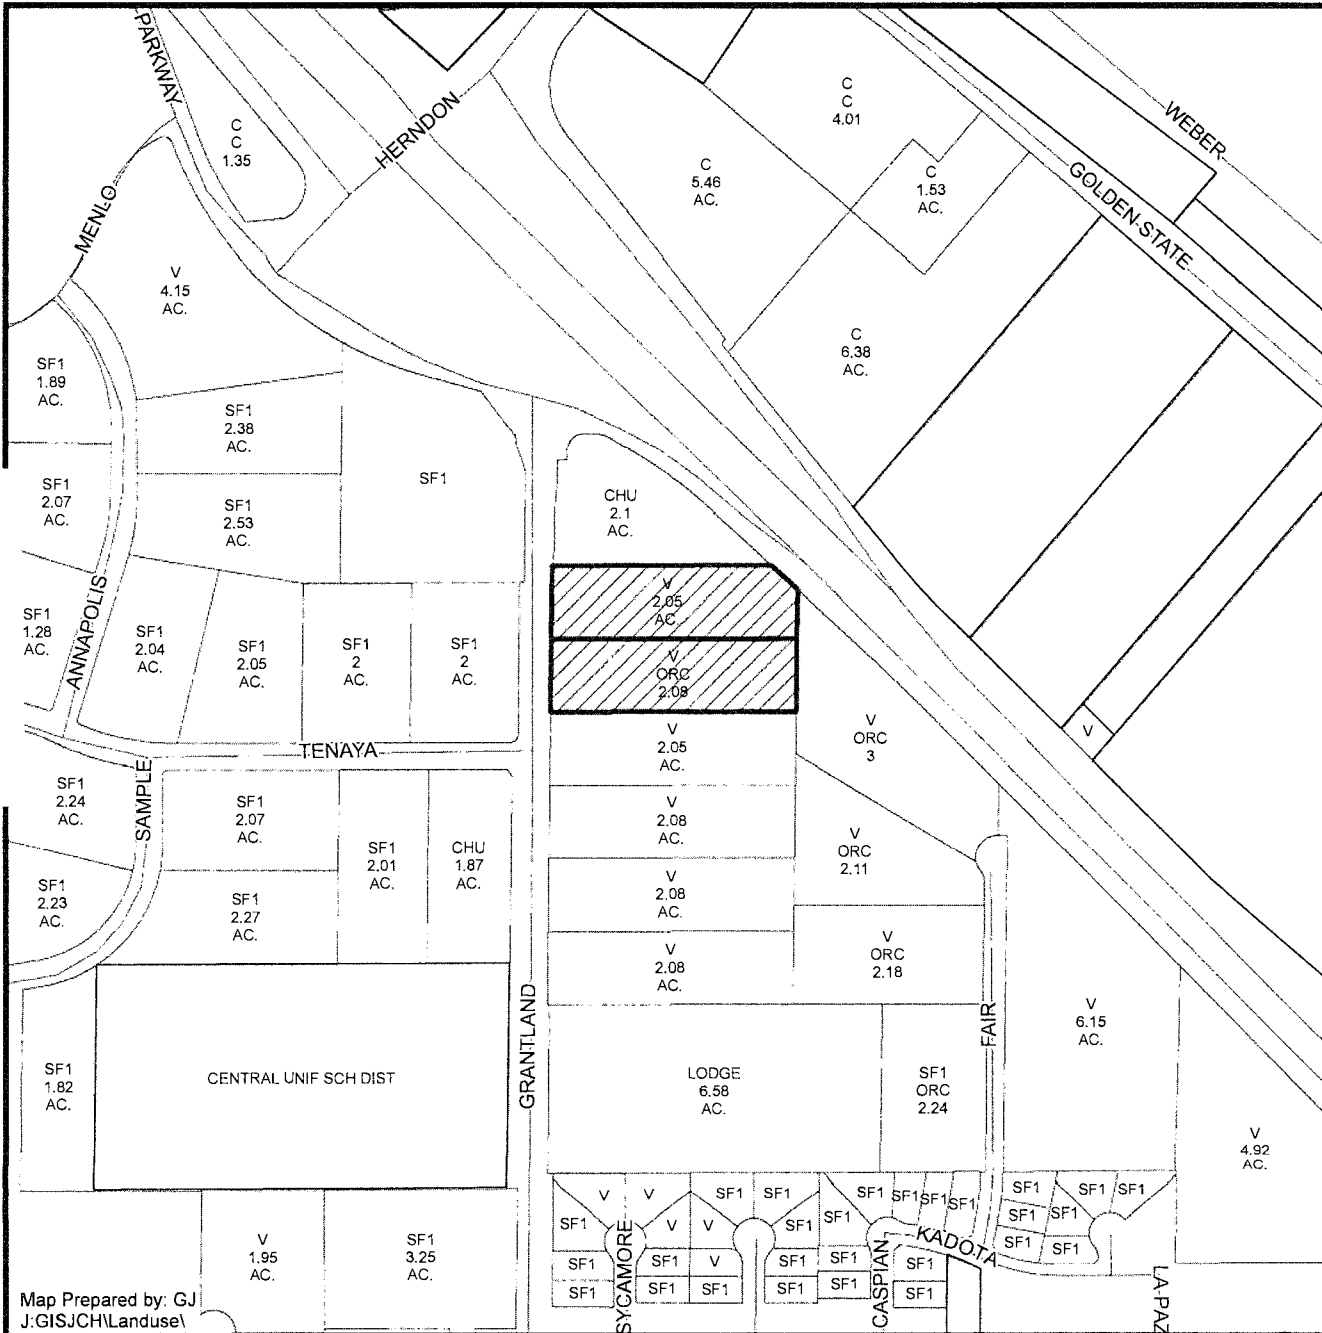 PARKWAY
C
C
1.35
HERNDON
C
C
4.01
WEBER
C
5.46
AC.
C
1.53
AC.
GOLDEN STATE
MENLO
V
4.15
AC.
C
6.38
AC.
SF1
1.89
AC.
SF1
2.38
AC.
SF1
SF1
2.07
AC.
SF1
2.53
AC.
CHU
2.1
AC.
V
2.05
AC.
SF1
1.28
AC.
ANNAPOLIS
SF1
2.04
AC.
SF1
2.05
AC.
SF1
2
AC.
SF1
2
AC.
V
ORC
2.08
V
2.05
AC.
V
ORC
3
V
TENAYA
SAMPLE
SF1
2.24
AC.
SF1
2.07
AC.
SF1
2.01
AC.
CHU
1.87
AC.
V
2.08
AC.
V
ORC
2.11
SF1
2.23
AC.
SF1
2.27
AC.
V
2.08
AC.
V
2.08
AC.
V
ORC
2.18
GRANTLAND
FAIR
V
6.15
AC.
SF1
1.82
AC.
CENTRAL UNIF SCH DIST
LODGE
6.58
AC.
SF1
ORC
2.24
V
4.92
AC.
V
V
SF1
SF1
SF1
SF1
SF1
SF1
SF1
SF1
SF1
SF1
V
V
SF1
SF1
SF1
SF1
SF1
SF1
SF1
SF1
V
SF1
SF1
SF1
SF1
SF1
SF1
SF1
SF1
SF1
SYCAMORE
CASPIAN
KADOTA
LA PAZ
V
1.95
AC.
SF1
3.25
AC.
Map Prepared by: GJ
J:GISJCH\Landuse\